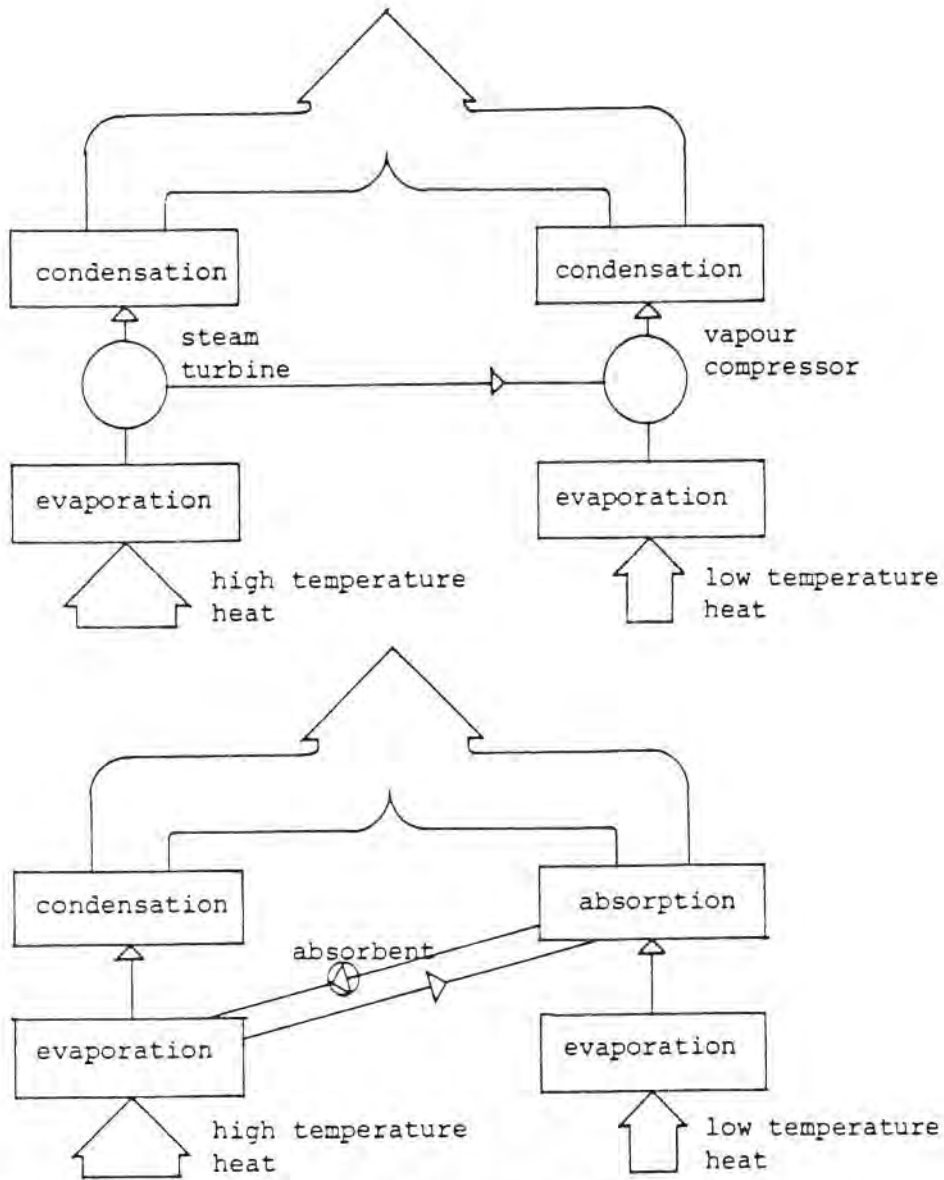 condensation
condensation
steam
turbine
vapour
compressor
evaporation
evaporation
high temperature
heat
low temperature
heat
condensation
absorption
absorbent
evaporation
evaporation
high temperature
heat
low temperature
heat